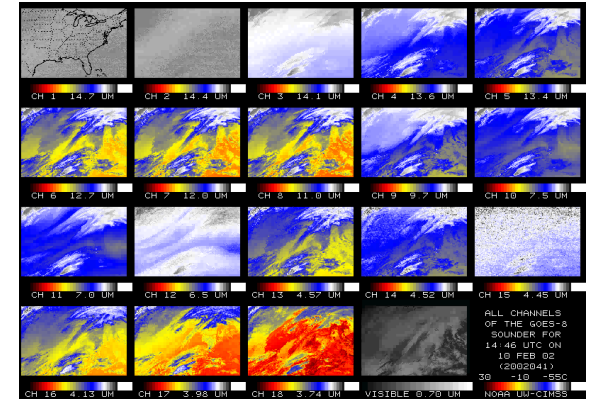 CH 1 14.7 UM
CH 2 14.4 UM
CH 3 14.1 UM
CH 4 13.6 UM
CH 5 13.4 UM
CH 6 12.7 UM
CH 7 12.0 UM
CH 8 11.0 UM
CH 9 9.7 UM
CH 10 7.5 UM
CH 11 7.0 UM
CH 12 6.5 UM
CH 13 4.57 UM
CH 14 4.52 UM
CH 15 4.45 UM
CH 16 4.13 UM
CH 17 3.98 UM
CH 18 3.74 UM
VISIBLE 0.70 UM
ALL CHANNELS
OF THE GOES-8
SOUNDER FOR
14:46 UTC ON
10 FEB 02
(2002041)
30 -10 -55C
NOAA UW-CIMSS